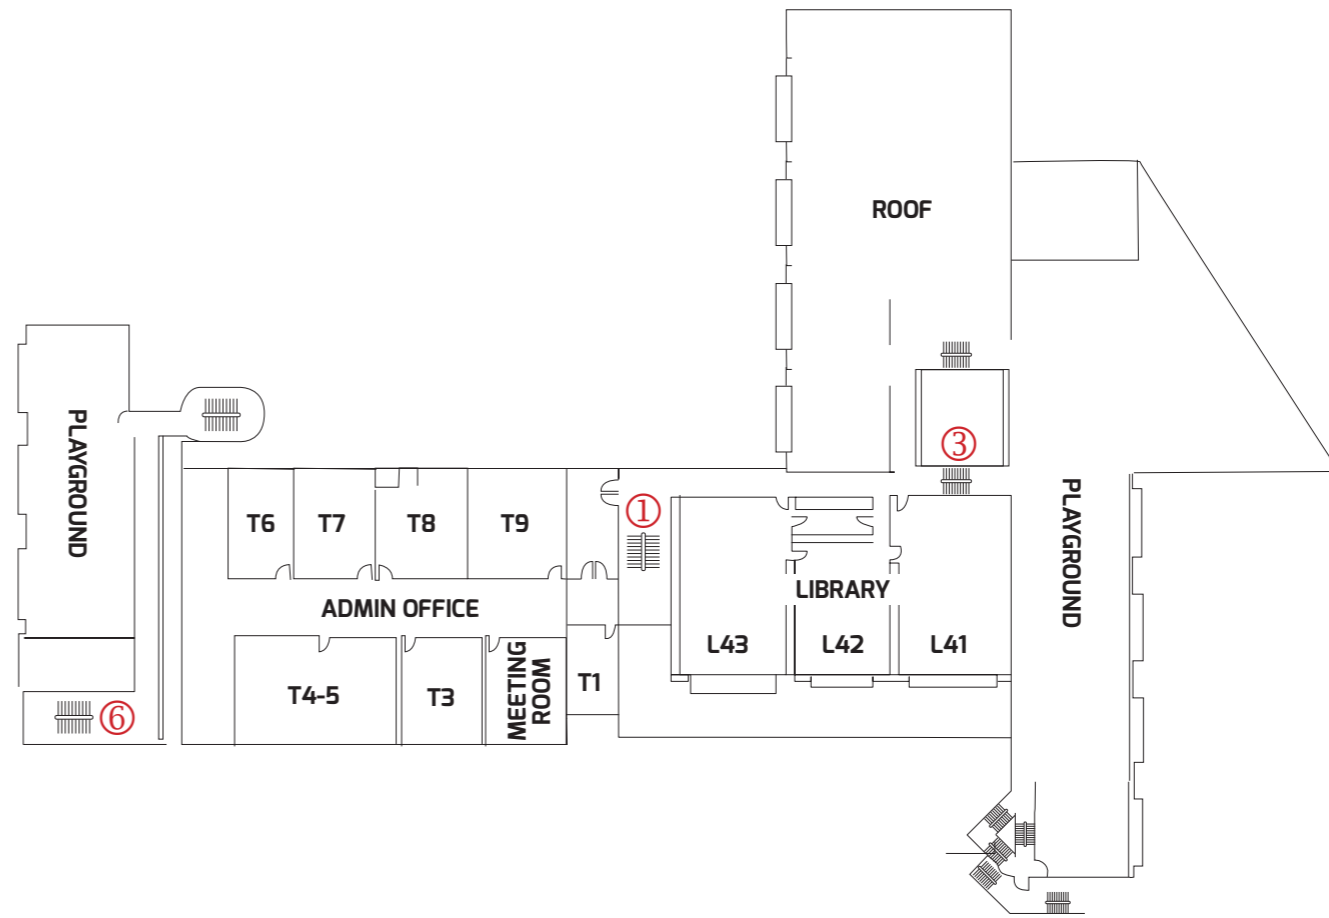 ROOF
PLAYGROUND
③
PLAYGROUND
①
T6
T7
T8
T9
LIBRARY
ADMIN OFFICE
L43
L42
L41
T4-5
T3
MEETING
ROOM
T1
⑥